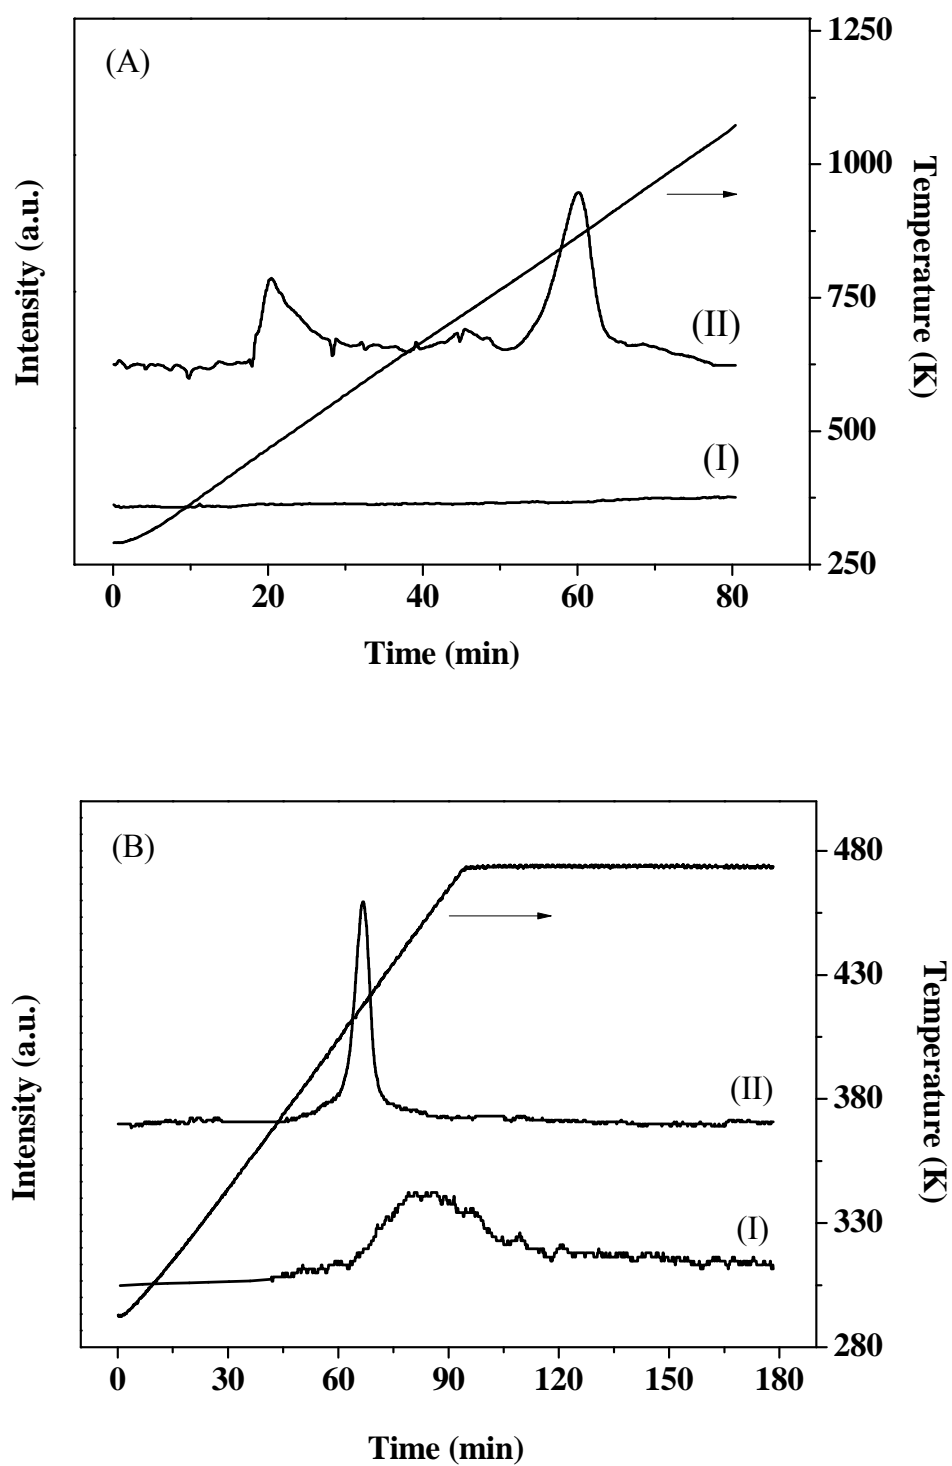 (A)
1250
1000
750
500
250
Intensity (a.u.)
Temperature (K)
(II)
(I)
0 20 40 60 80
Time (min)
(B)
480
430
380
330
280
Intensity (a.u.)
Temperature (K)
(II)
(I)
0 30 60 90 120 150 180
Time (min)